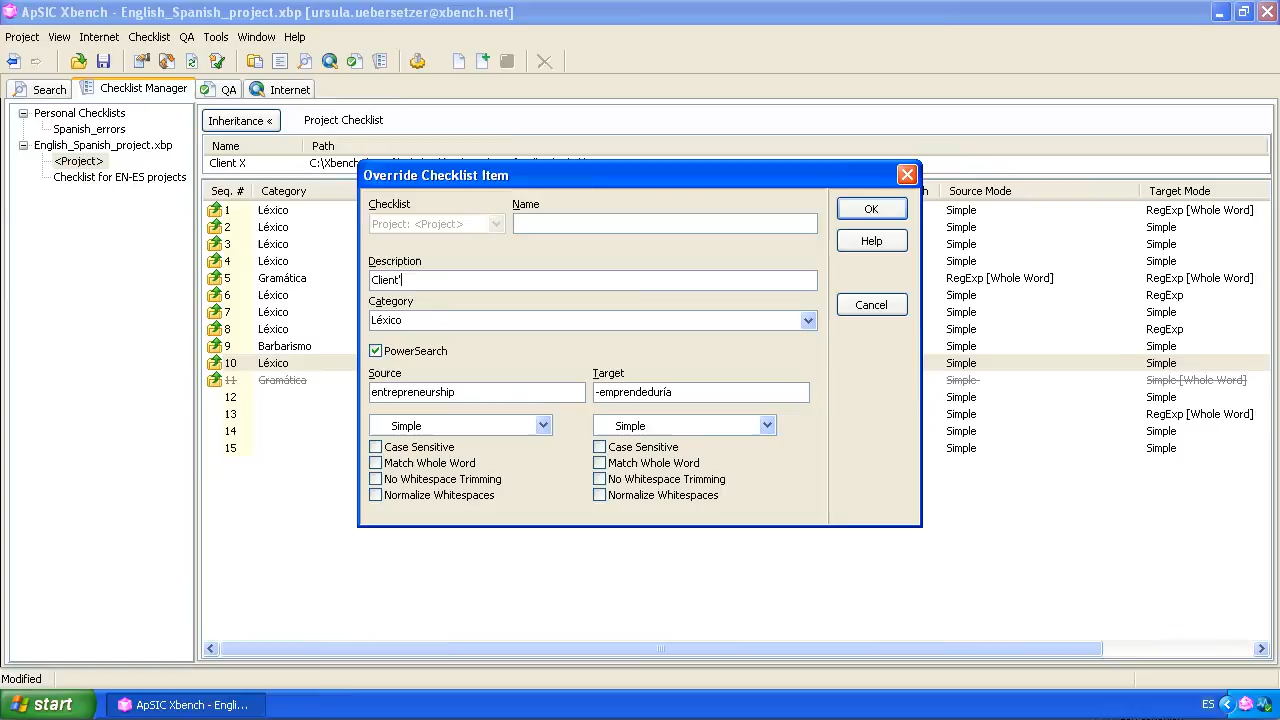 ApSIC Xbench - English_Spanish_project.xbp [ursula.uebersetzer@xbench.net]
Project View Internet Checklist QA Tools Window Help
Search Checklist Manager QA Internet
Personal Checklists
Spanish_errors
English_Spanish_project.xbp
<Project>
Checklist for EN-ES projects
Inheritance « Project Checklist
Name Path
Client X
Seq. # Category Source Mode Target Mode
1 Léxico Simple RegExp [Whole Word]
2 Léxico Simple Simple
3 Léxico Simple Simple
4 Léxico Simple Simple
5 Gramática RegExp [Whole Word] RegExp [Whole Word]
6 Léxico Simple RegExp
7 Léxico Simple Simple
8 Léxico Simple RegExp
9 Barbarismo Simple Simple
10 Léxico Simple Simple
11 Gramática Simple Simple [Whole Word]
12 Simple Simple
13 Simple RegExp [Whole Word]
14 Simple Simple
15 Simple Simple
Override Checklist Item
Checklist Name
Project: <Project>
Description
Client'
Category
Léxico
PowerSearch
Source Target
entrepreneurship -emprendeduría
Simple Simple
Case Sensitive Case Sensitive
Match Whole Word Match Whole Word
No Whitespace Trimming No Whitespace Trimming
Normalize Whitespaces Normalize Whitespaces
OK
Help
Cancel
Modified
start ApSIC Xbench - Engli... ES